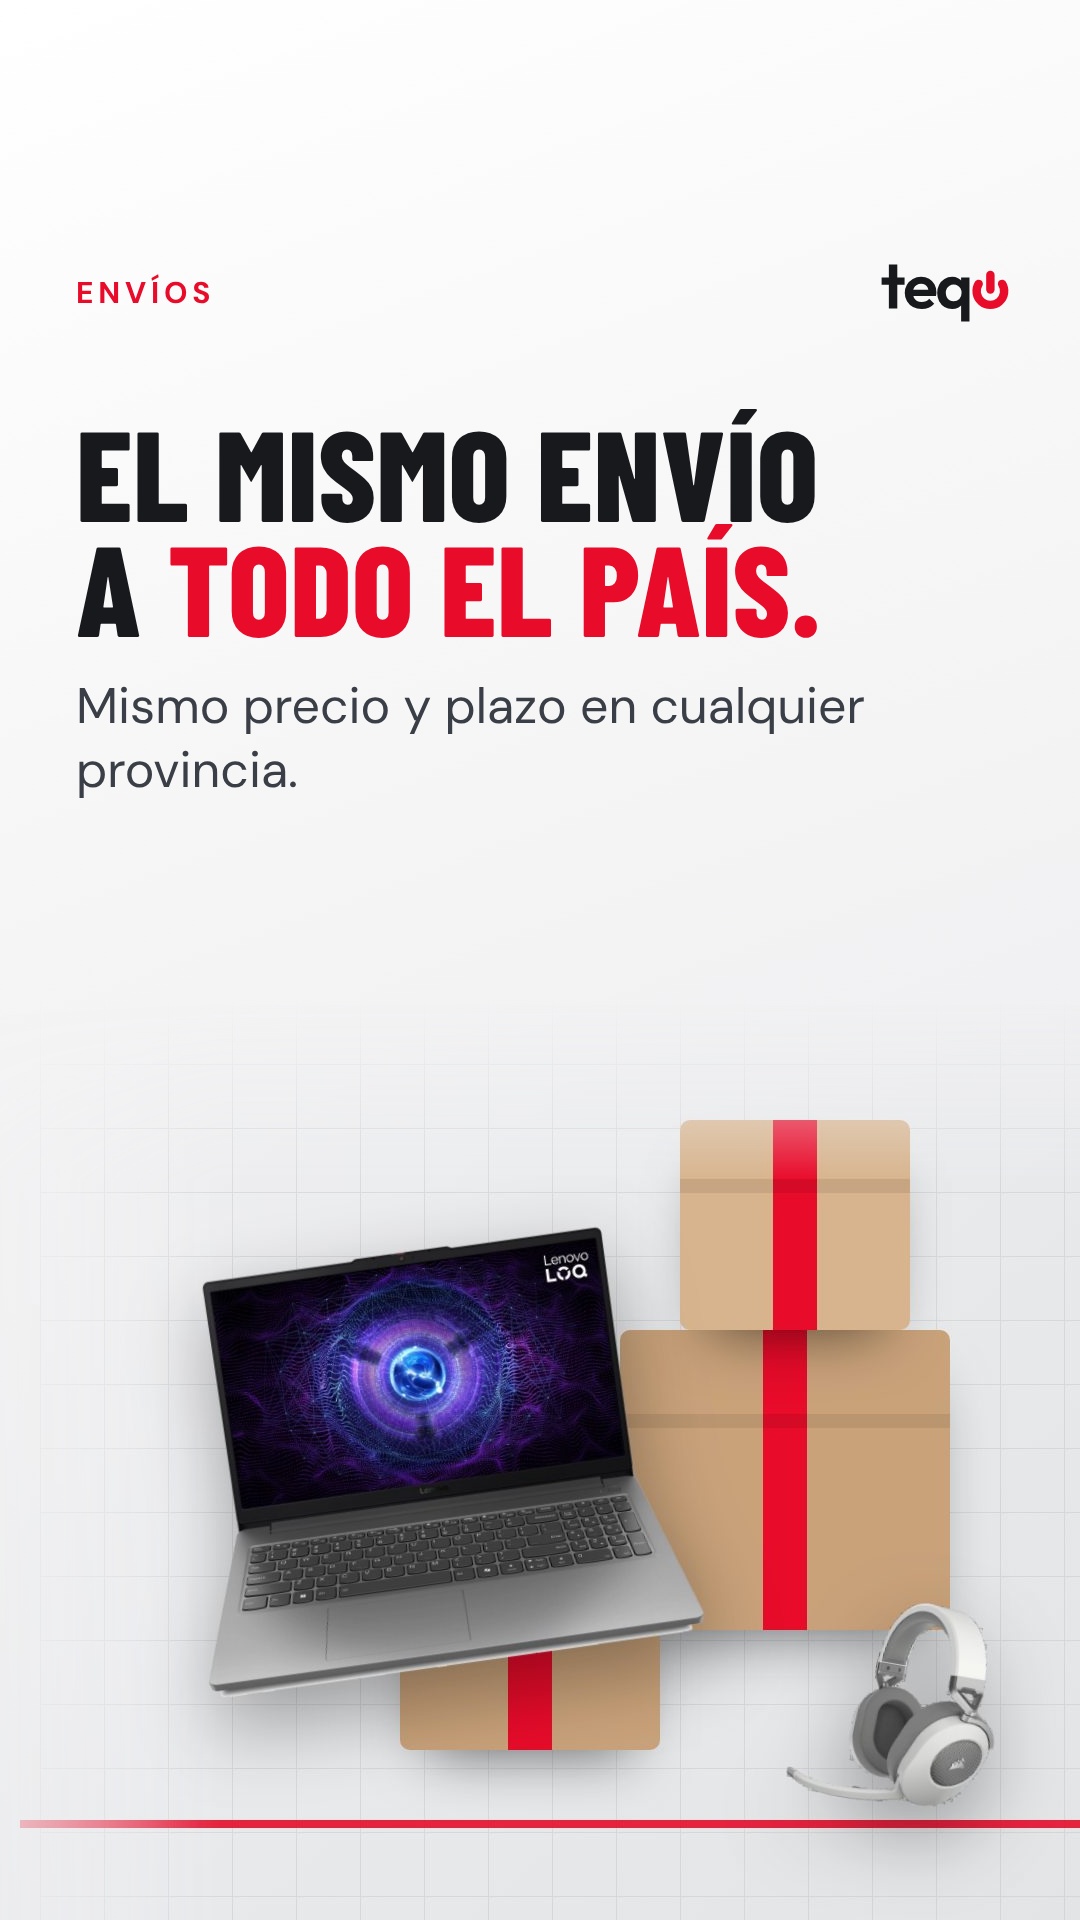 ENVÍOS
teqo
EL MISMO ENVÍO
A TODO EL PAÍS.
Mismo precio y plazo en cualquier
provincia.
Lenovo
LOQ